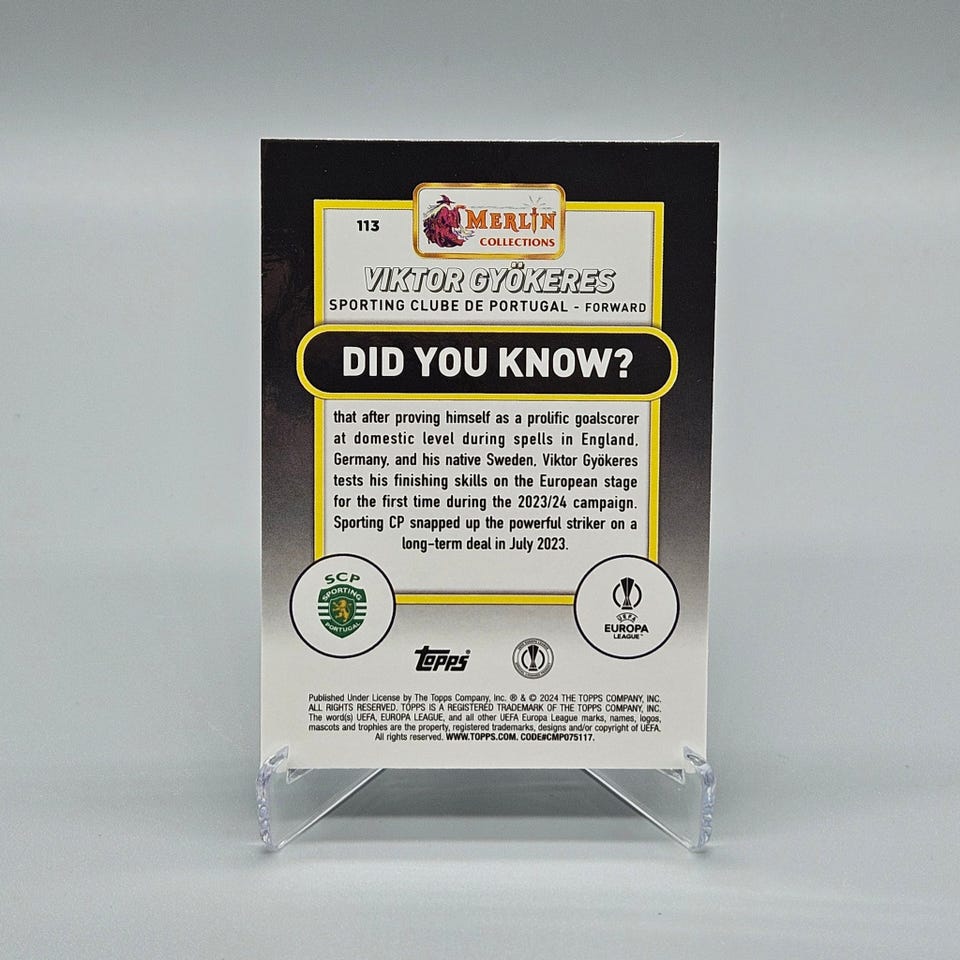 113
MERLIN
COLLECTIONS
VIKTOR GYÖKERES
SPORTING CLUBE DE PORTUGAL - FORWARD
DID YOU KNOW?
that after proving himself as a prolific goalscorer
at domestic level during spells in England,
Germany, and his native Sweden, Viktor Gyökeres
tests his finishing skills on the European stage
for the first time during the 2023/24 campaign.
Sporting CP snapped up the powerful striker on a
long-term deal in July 2023.
SCP
SPORTING
PORTUGAL
UEFA
EUROPA
LEAGUE™
Topps®
Published Under License by The Topps Company, Inc. ® & © 2024 THE TOPPS COMPANY, INC.
ALL RIGHTS RESERVED. TOPPS IS A REGISTERED TRADEMARK OF THE TOPPS COMPANY, INC.
The word(s) UEFA, EUROPA LEAGUE, and all other UEFA Europa League marks, names, logos,
mascots and trophies are the property, registered trademarks, designs and/or copyright of UEFA.
All rights reserved. WWW.TOPPS.COM. CODE#CMP075117.